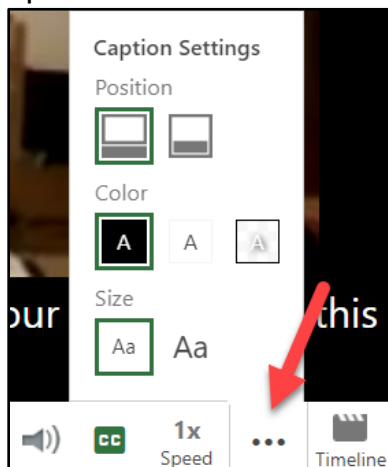 Caption Settings
Position
Color
A A A
Size
our Aa Aa this
CC 1x
Speed Timeline